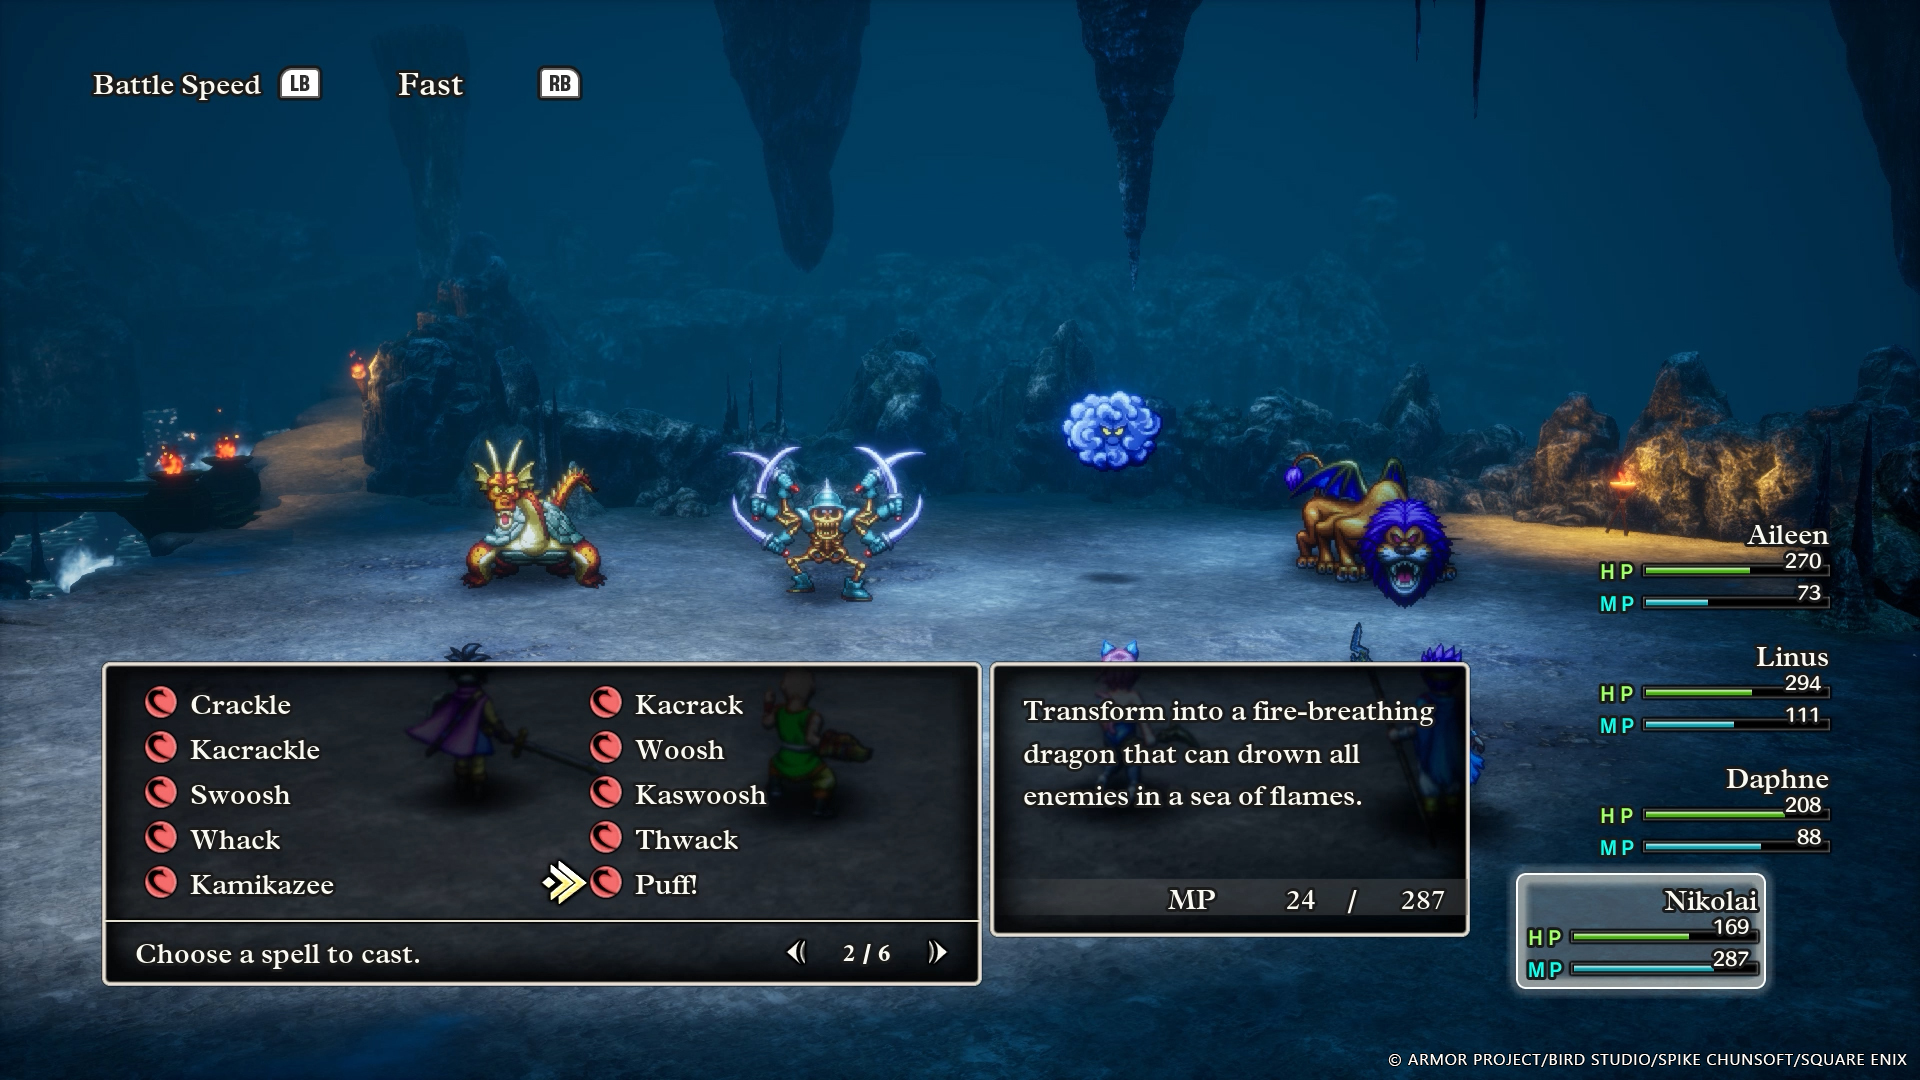 Battle Speed LB Fast RB
Aileen
270
HP
73
MP
Linus
294
HP
111
MP
Daphne
208
HP
88
MP
Nikolai
169
HP
287
MP
Crackle Kacrack
Kacrackle Woosh
Swoosh Kaswoosh
Whack Thwack
Kamikazee Puff!
Choose a spell to cast. 2 / 6
Transform into a fire-breathing
dragon that can drown all
enemies in a sea of flames.
MP 24 / 287
© ARMOR PROJECT/BIRD STUDIO/SPIKE CHUNSOFT/SQUARE ENIX